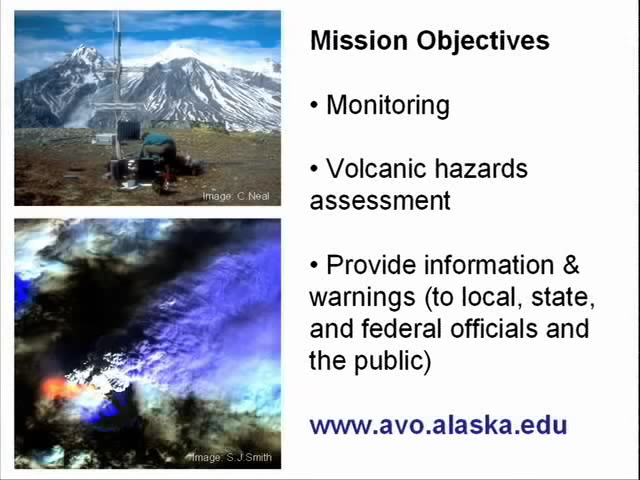 Mission Objectives
• Monitoring
• Volcanic hazards
assessment
• Provide information &
warnings (to local, state,
and federal officials and
the public)
www.avo.alaska.edu
Image: C.Neal
Image: S.J.Smith